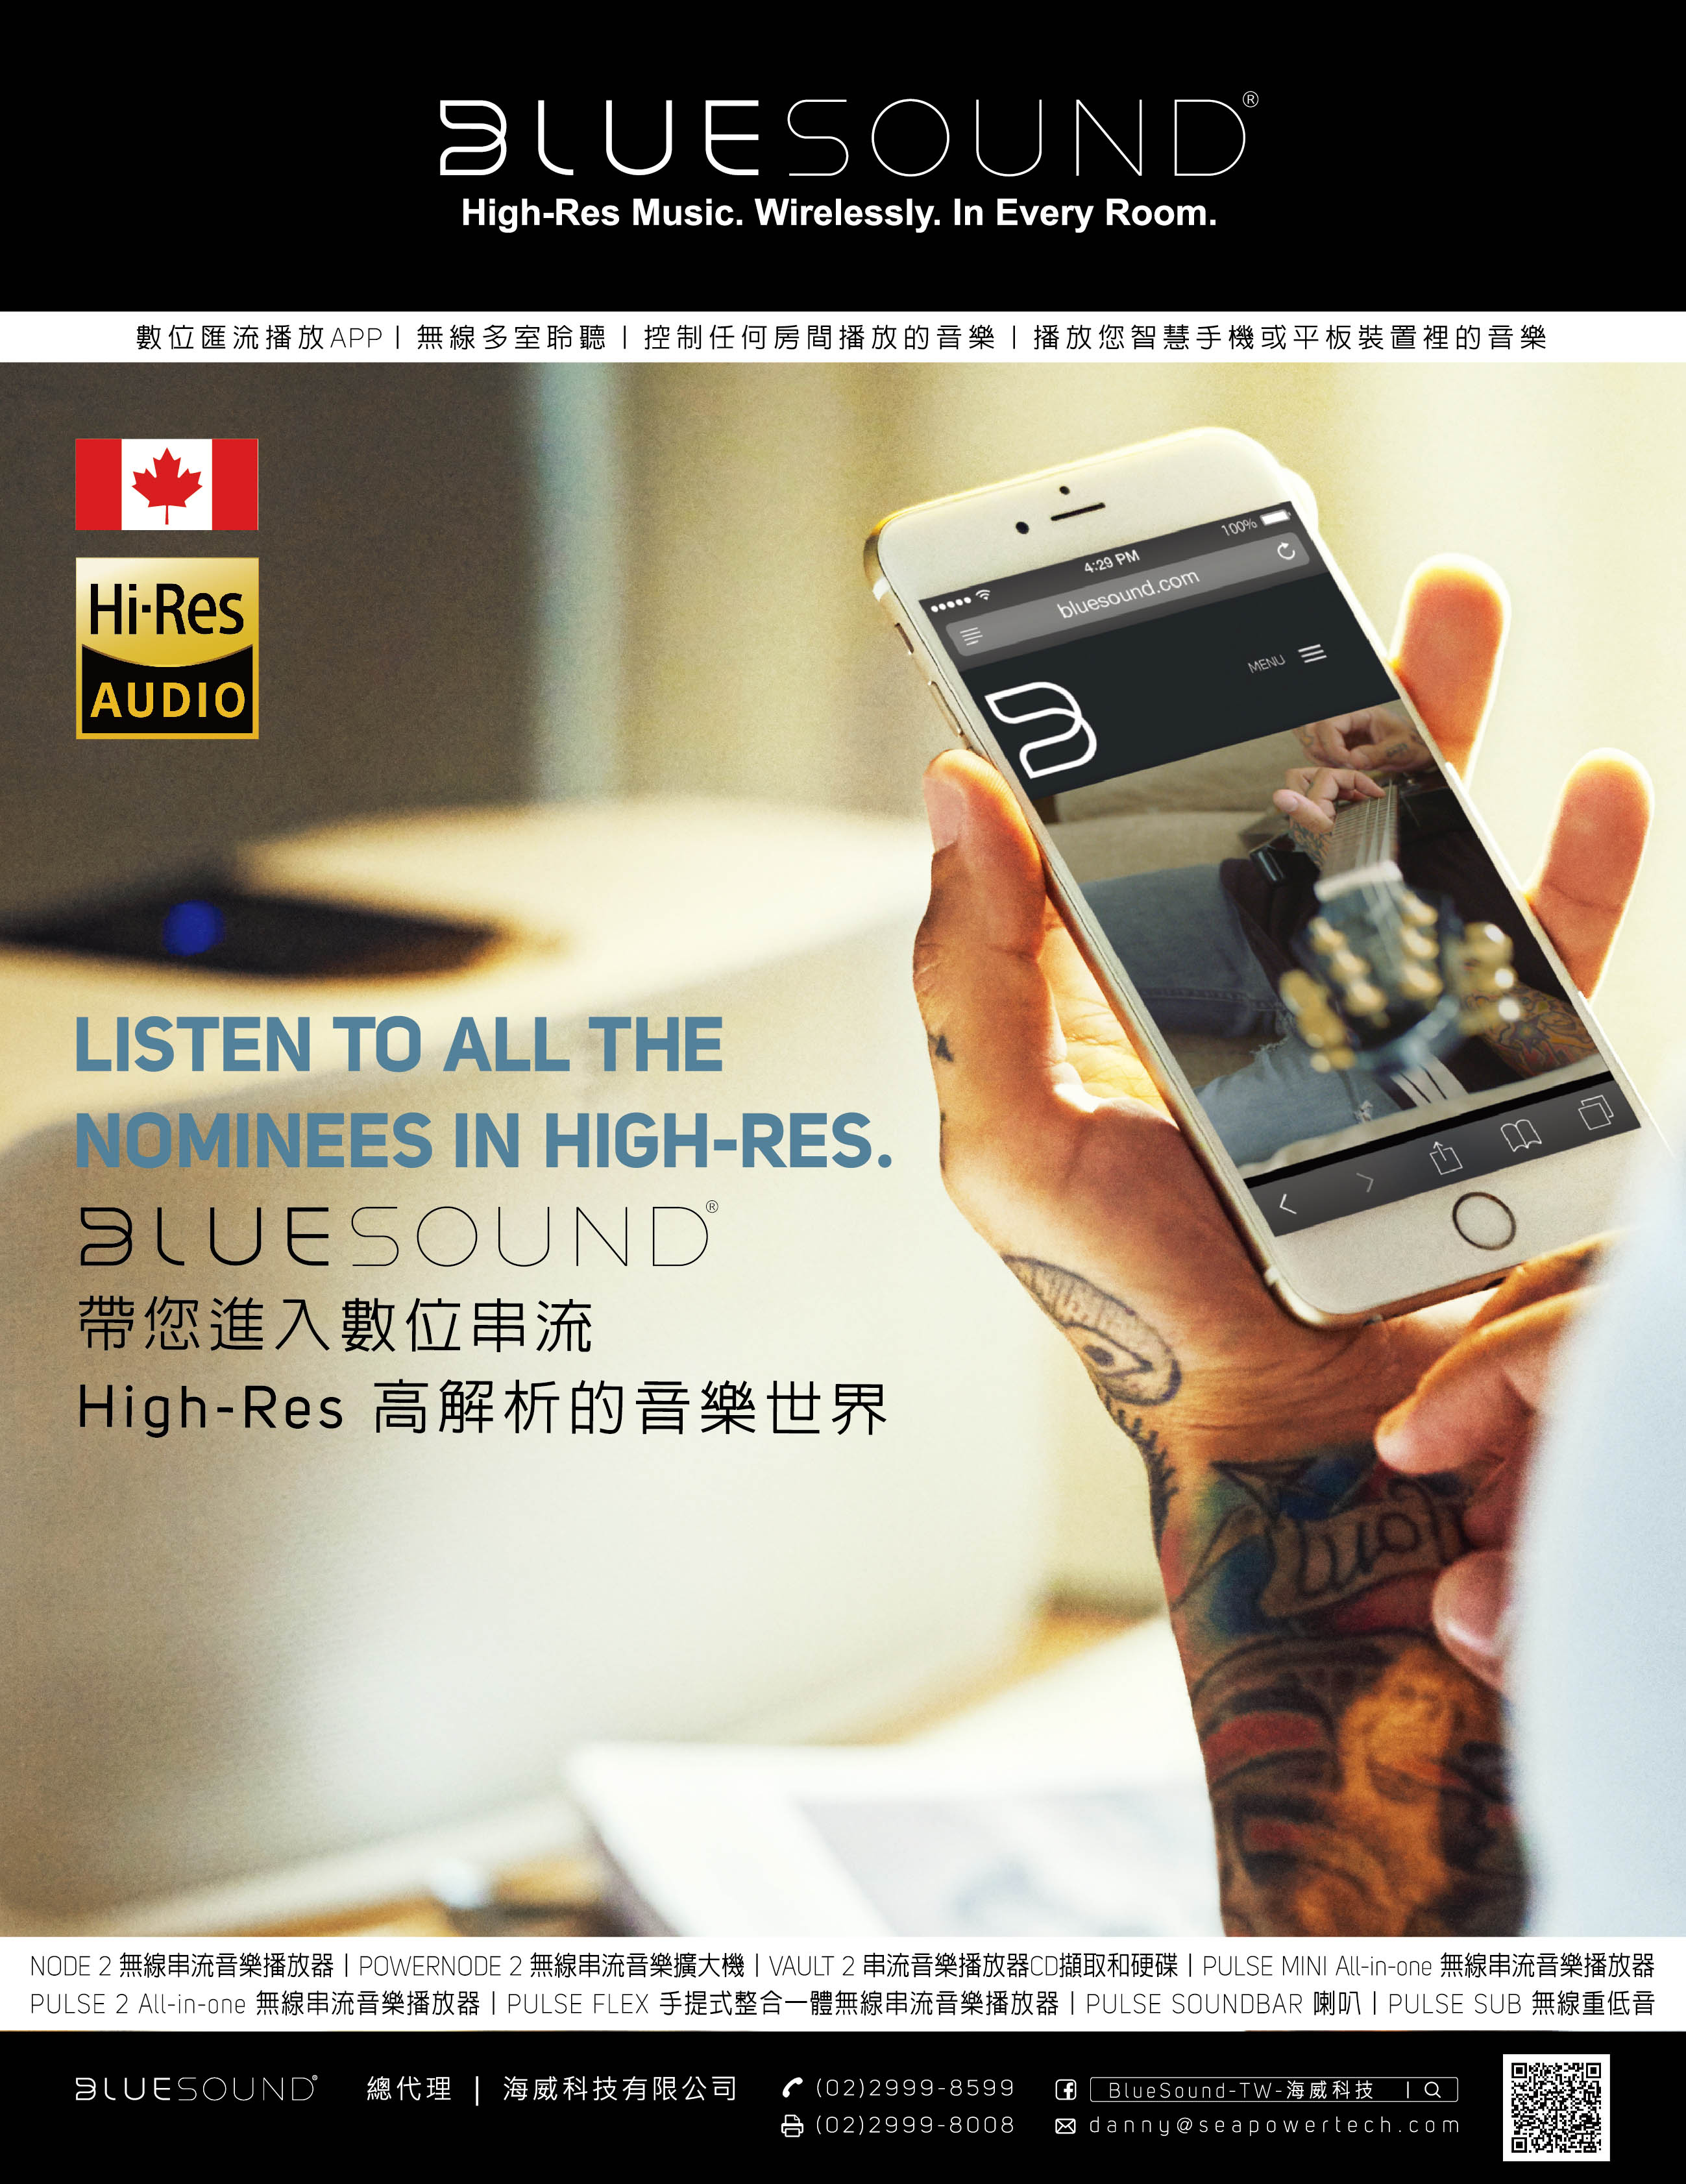 BLUESOUND®
High-Res Music. Wirelessly. In Every Room.
數位匯流播放APP | 無線多室聆聽 | 控制任何房間播放的音樂 | 播放您智慧手機或平板裝置裡的音樂
Hi-Res
AUDIO
4:29 PM
100%
bluesound.com
MENU
B
LISTEN TO ALL THE
NOMINEES IN HIGH-RES.
BLUESOUND®
帶您進入數位串流
High-Res 高解析的音樂世界
NODE 2 無線串流音樂播放器 | POWERNODE 2 無線串流音樂擴大機 | VAULT 2 串流音樂播放器CD擷取和硬碟 | PULSE MINI All-in-one 無線串流音樂播放器
PULSE 2 All-in-one 無線串流音樂播放器 | PULSE FLEX 手提式整合一體無線串流音樂播放器 | PULSE SOUNDBAR 喇叭 | PULSE SUB 無線重低音
BLUESOUND® 總代理 | 海威科技有限公司 (02)2999-8599 BlueSound-TW-海威科技
(02)2999-8008 danny@seapowertech.com